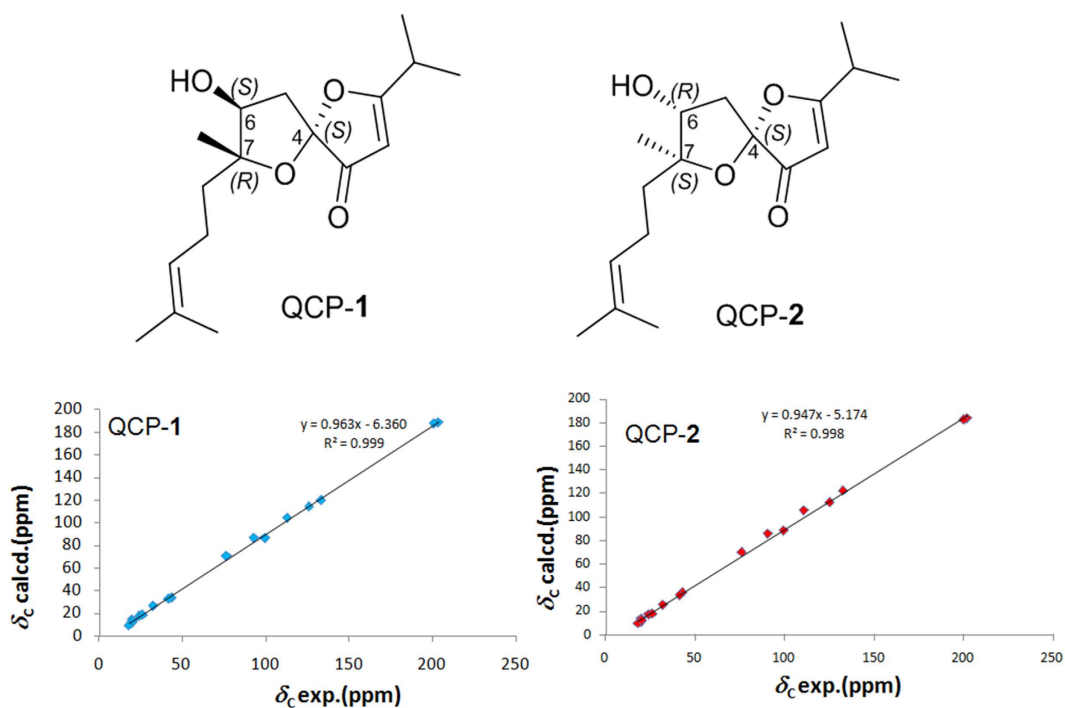 HO
(S)
6
7
(R)
4
(S)
O
O
O
QCP-1
HO
(R)
6
7
(S)
4
(S)
O
O
O
QCP-2
QCP-1
y = 0.963x - 6.360
R² = 0.999
200
180
160
140
120
100
80
60
40
20
0
0 50 100 150 200 250
δC calcd.(ppm)
δC exp.(ppm)
QCP-2
y = 0.947x - 5.174
R² = 0.998
200
180
160
140
120
100
80
60
40
20
0
0 50 100 150 200 250
δC calcd.(ppm)
δC exp.(ppm)